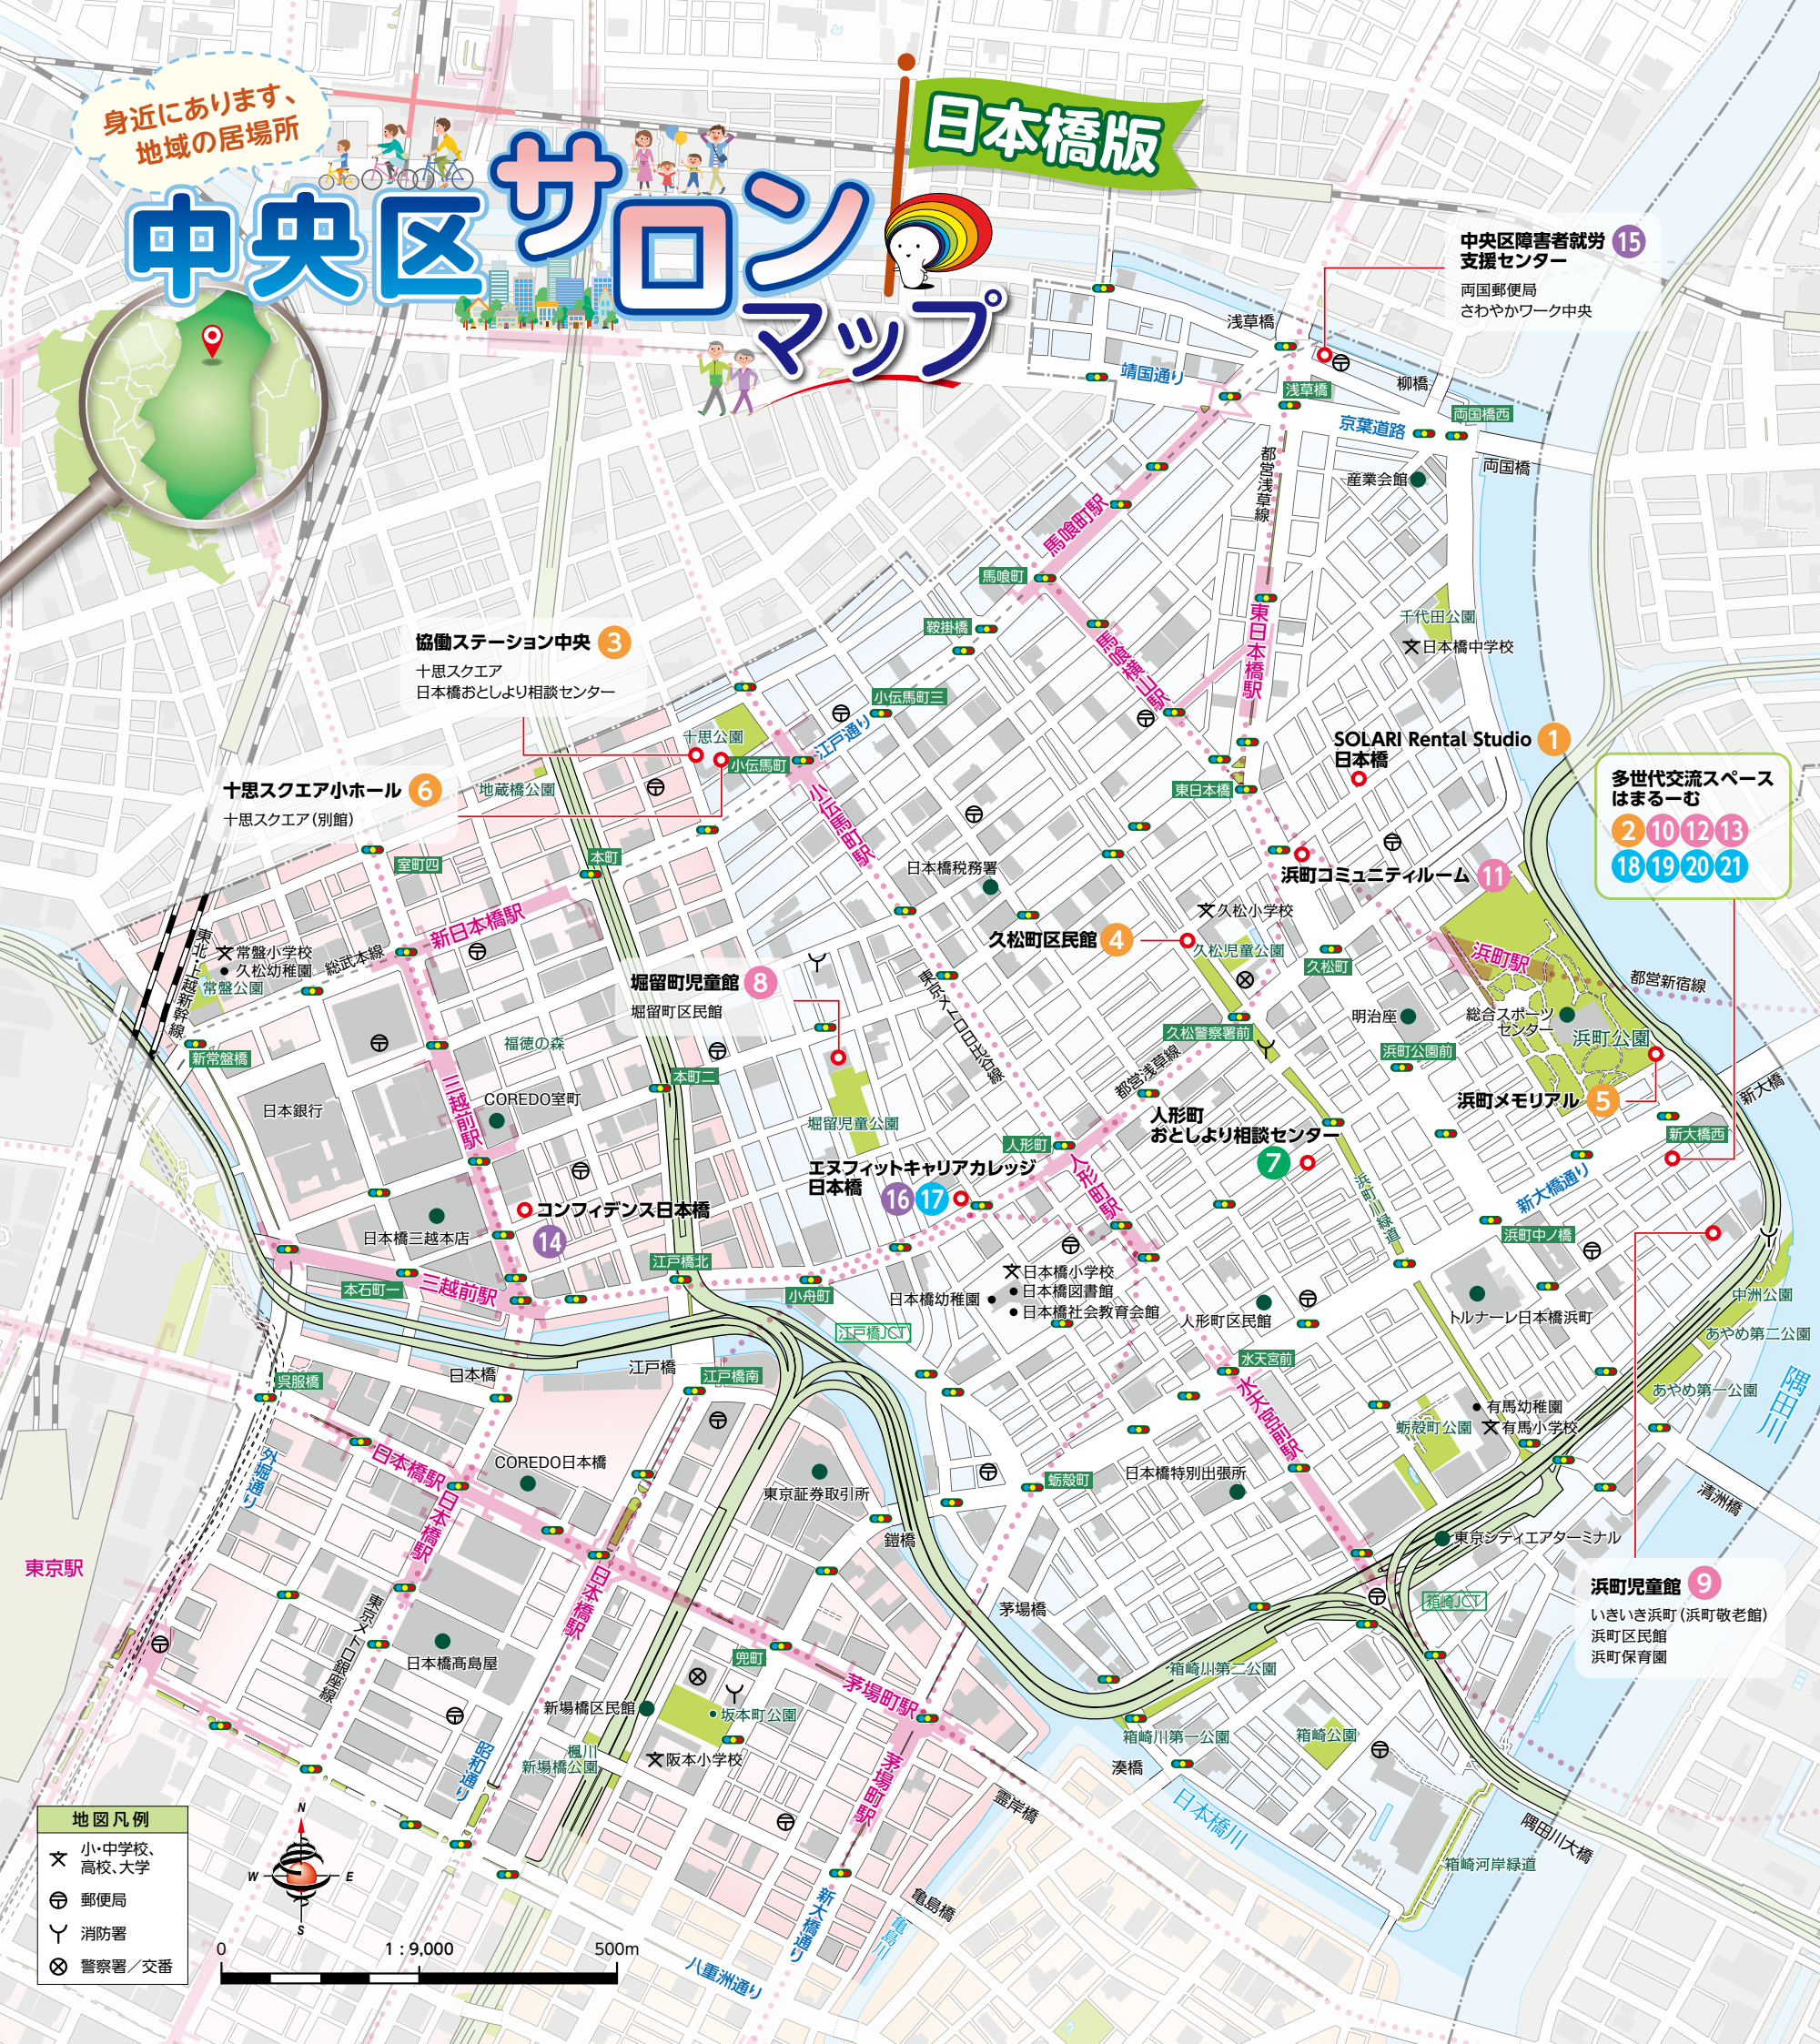 身近にあります、
地域の居場所
中央区サロンマップ
日本橋版
中央区障害者就労
支援センター
15
両国郵便局
さわやかワーク中央
浅草橋
靖国通り
柳橋
浅草橋
京葉道路
両国橋西
両国橋
都営浅草線
産業会館
馬喰町駅
馬喰町
千代田公園
日本橋中学校
鞍掛橋
馬喰横山駅
東日本橋駅
協働ステーション中央
3
十思スクエア
日本橋おとしより相談センター
小伝馬町三
江戸通り
十思公園
小伝馬町
SOLARI Rental Studio
日本橋
1
東日本橋
多世代交流スペース
はまるーむ
2 10 12 13
18 19 20 21
十思スクエア小ホール
6
十思スクエア(別館)
地蔵橋公園
小伝馬町駅
室町四
本町
日本橋税務署
浜町コミュニティルーム
11
新日本橋駅
久松小学校
久松町区民館
4
久松児童公園
久松町
浜町駅
都営新宿線
東北・上越新幹線
常盤小学校
久松幼稚園
常盤公園
総武本線
堀留町児童館
8
堀留町区民館
東京メトロ日比谷線
明治座
総合スポーツ
センター
浜町公園
新常盤橋
福徳の森
久松警察署前
浜町公園前
都営浅草線
本町二
新大橋
日本銀行
三越前駅
COREDO室町
堀留児童公園
人形町
おとしより相談センター
7
浜町メモリアル
5
新大橋西
人形町
人形町駅
エヌフィットキャリアカレッジ
日本橋
16 17
浜町川緑道
新大橋通り
コンフィデンス日本橋
14
日本橋三越本店
浜町中ノ橋
江戸橋北
本石町一
三越前駅
小舟町
日本橋小学校
日本橋図書館
日本橋幼稚園
日本橋社会教育会館
人形町区民館
トルナーレ日本橋浜町
中洲公園
あやめ第二公園
江戸橋JCT
日本橋
江戸橋
江戸橋南
呉服橋
水天宮前
水天宮前駅
あやめ第一公園
隅田川
有馬幼稚園
有馬小学校
蛎殻町公園
外堀通り
日本橋駅
日本橋駅
COREDO日本橋
東京証券取引所
鎧橋
蛎殻町
日本橋特別出張所
清洲橋
東京シティエアターミナル
東京駅
日本橋駅
浜町児童館
9
いきいき浜町(浜町敬老館)
浜町区民館
浜町保育園
箱崎JCT
東京メトロ銀座線
茅場橋
日本橋髙島屋
兜町
茅場町駅
箱崎川第二公園
新場橋区民館
坂本町公園
箱崎川第一公園
箱崎公園
昭和通り
楓川
新場橋公園
阪本小学校
茅場町駅
湊橋
霊岸橋
日本橋川
隅田川大橋
箱崎河岸緑道
新大橋通り
亀島橋
亀島川
八重洲通り
地図凡例
小・中学校、
高校、大学
郵便局
消防署
警察署／交番
N
W
E
S
0
1：9,000
500m